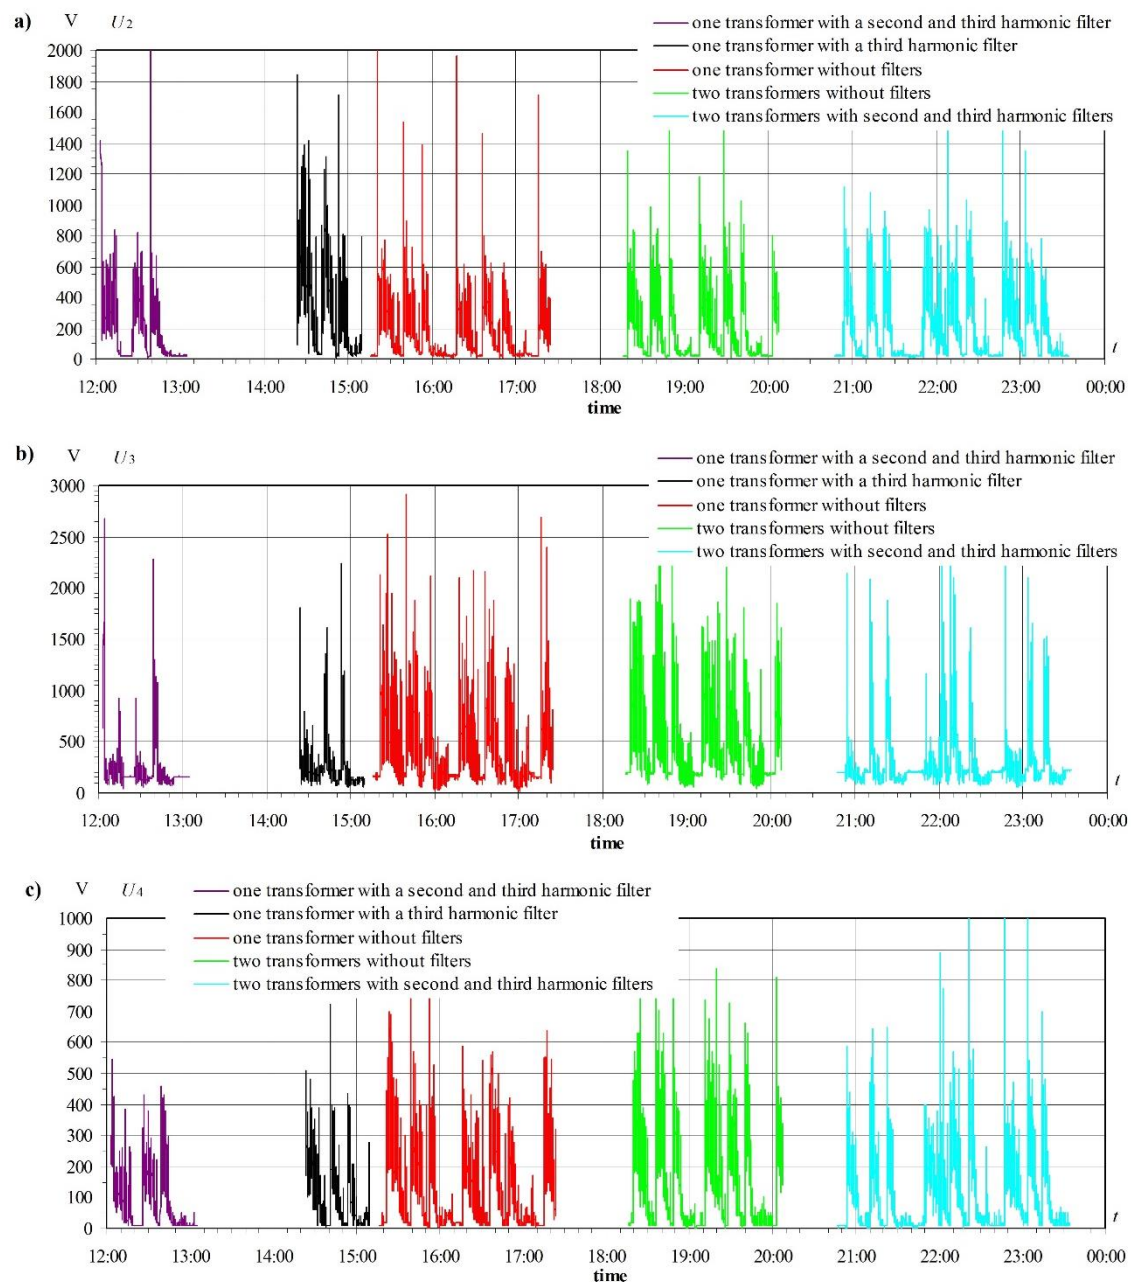 a) V U2
one transformer with a second and third harmonic filter
one transformer with a third harmonic filter
one transformer without filters
two transformers without filters
two transformers with second and third harmonic filters
2000
1800
1600
1400
1200
1000
800
600
400
200
0
12:00 13:00 14:00 15:00 16:00 17:00 18:00 19:00 20:00 21:00 22:00 23:00 00:00
t
time
b) V U3
one transformer with a second and third harmonic filter
one transformer with a third harmonic filter
one transformer without filters
two transformers without filters
two transformers with second and third harmonic filters
3000
2500
2000
1500
1000
500
0
12:00 13:00 14:00 15:00 16:00 17:00 18:00 19:00 20:00 21:00 22:00 23:00 00:00
t
time
c) V U4
one transformer with a second and third harmonic filter
one transformer with a third harmonic filter
one transformer without filters
two transformers without filters
two transformers with second and third harmonic filters
1000
900
800
700
600
500
400
300
200
100
0
12:00 13:00 14:00 15:00 16:00 17:00 18:00 19:00 20:00 21:00 22:00 23:00 00:00
t
time